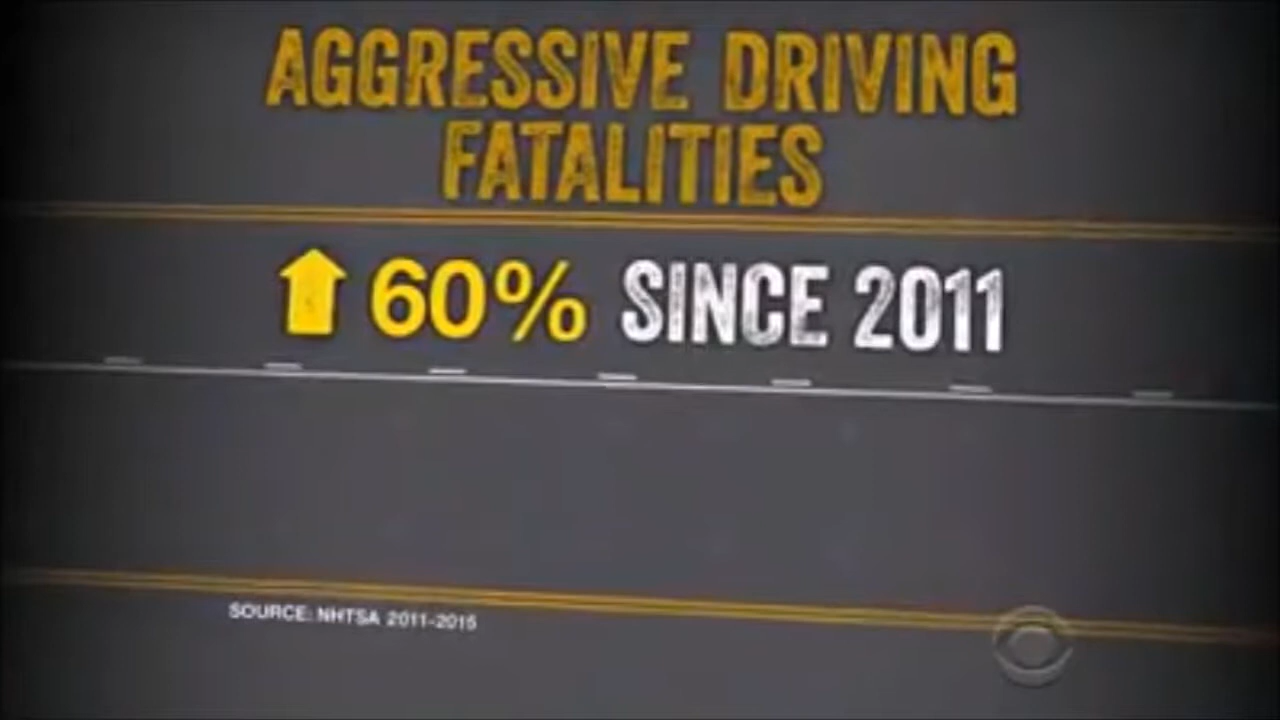 AGGRESSIVE DRIVING
FATALITIES
60% SINCE 2011
SOURCE: NHTSA 2011-2015